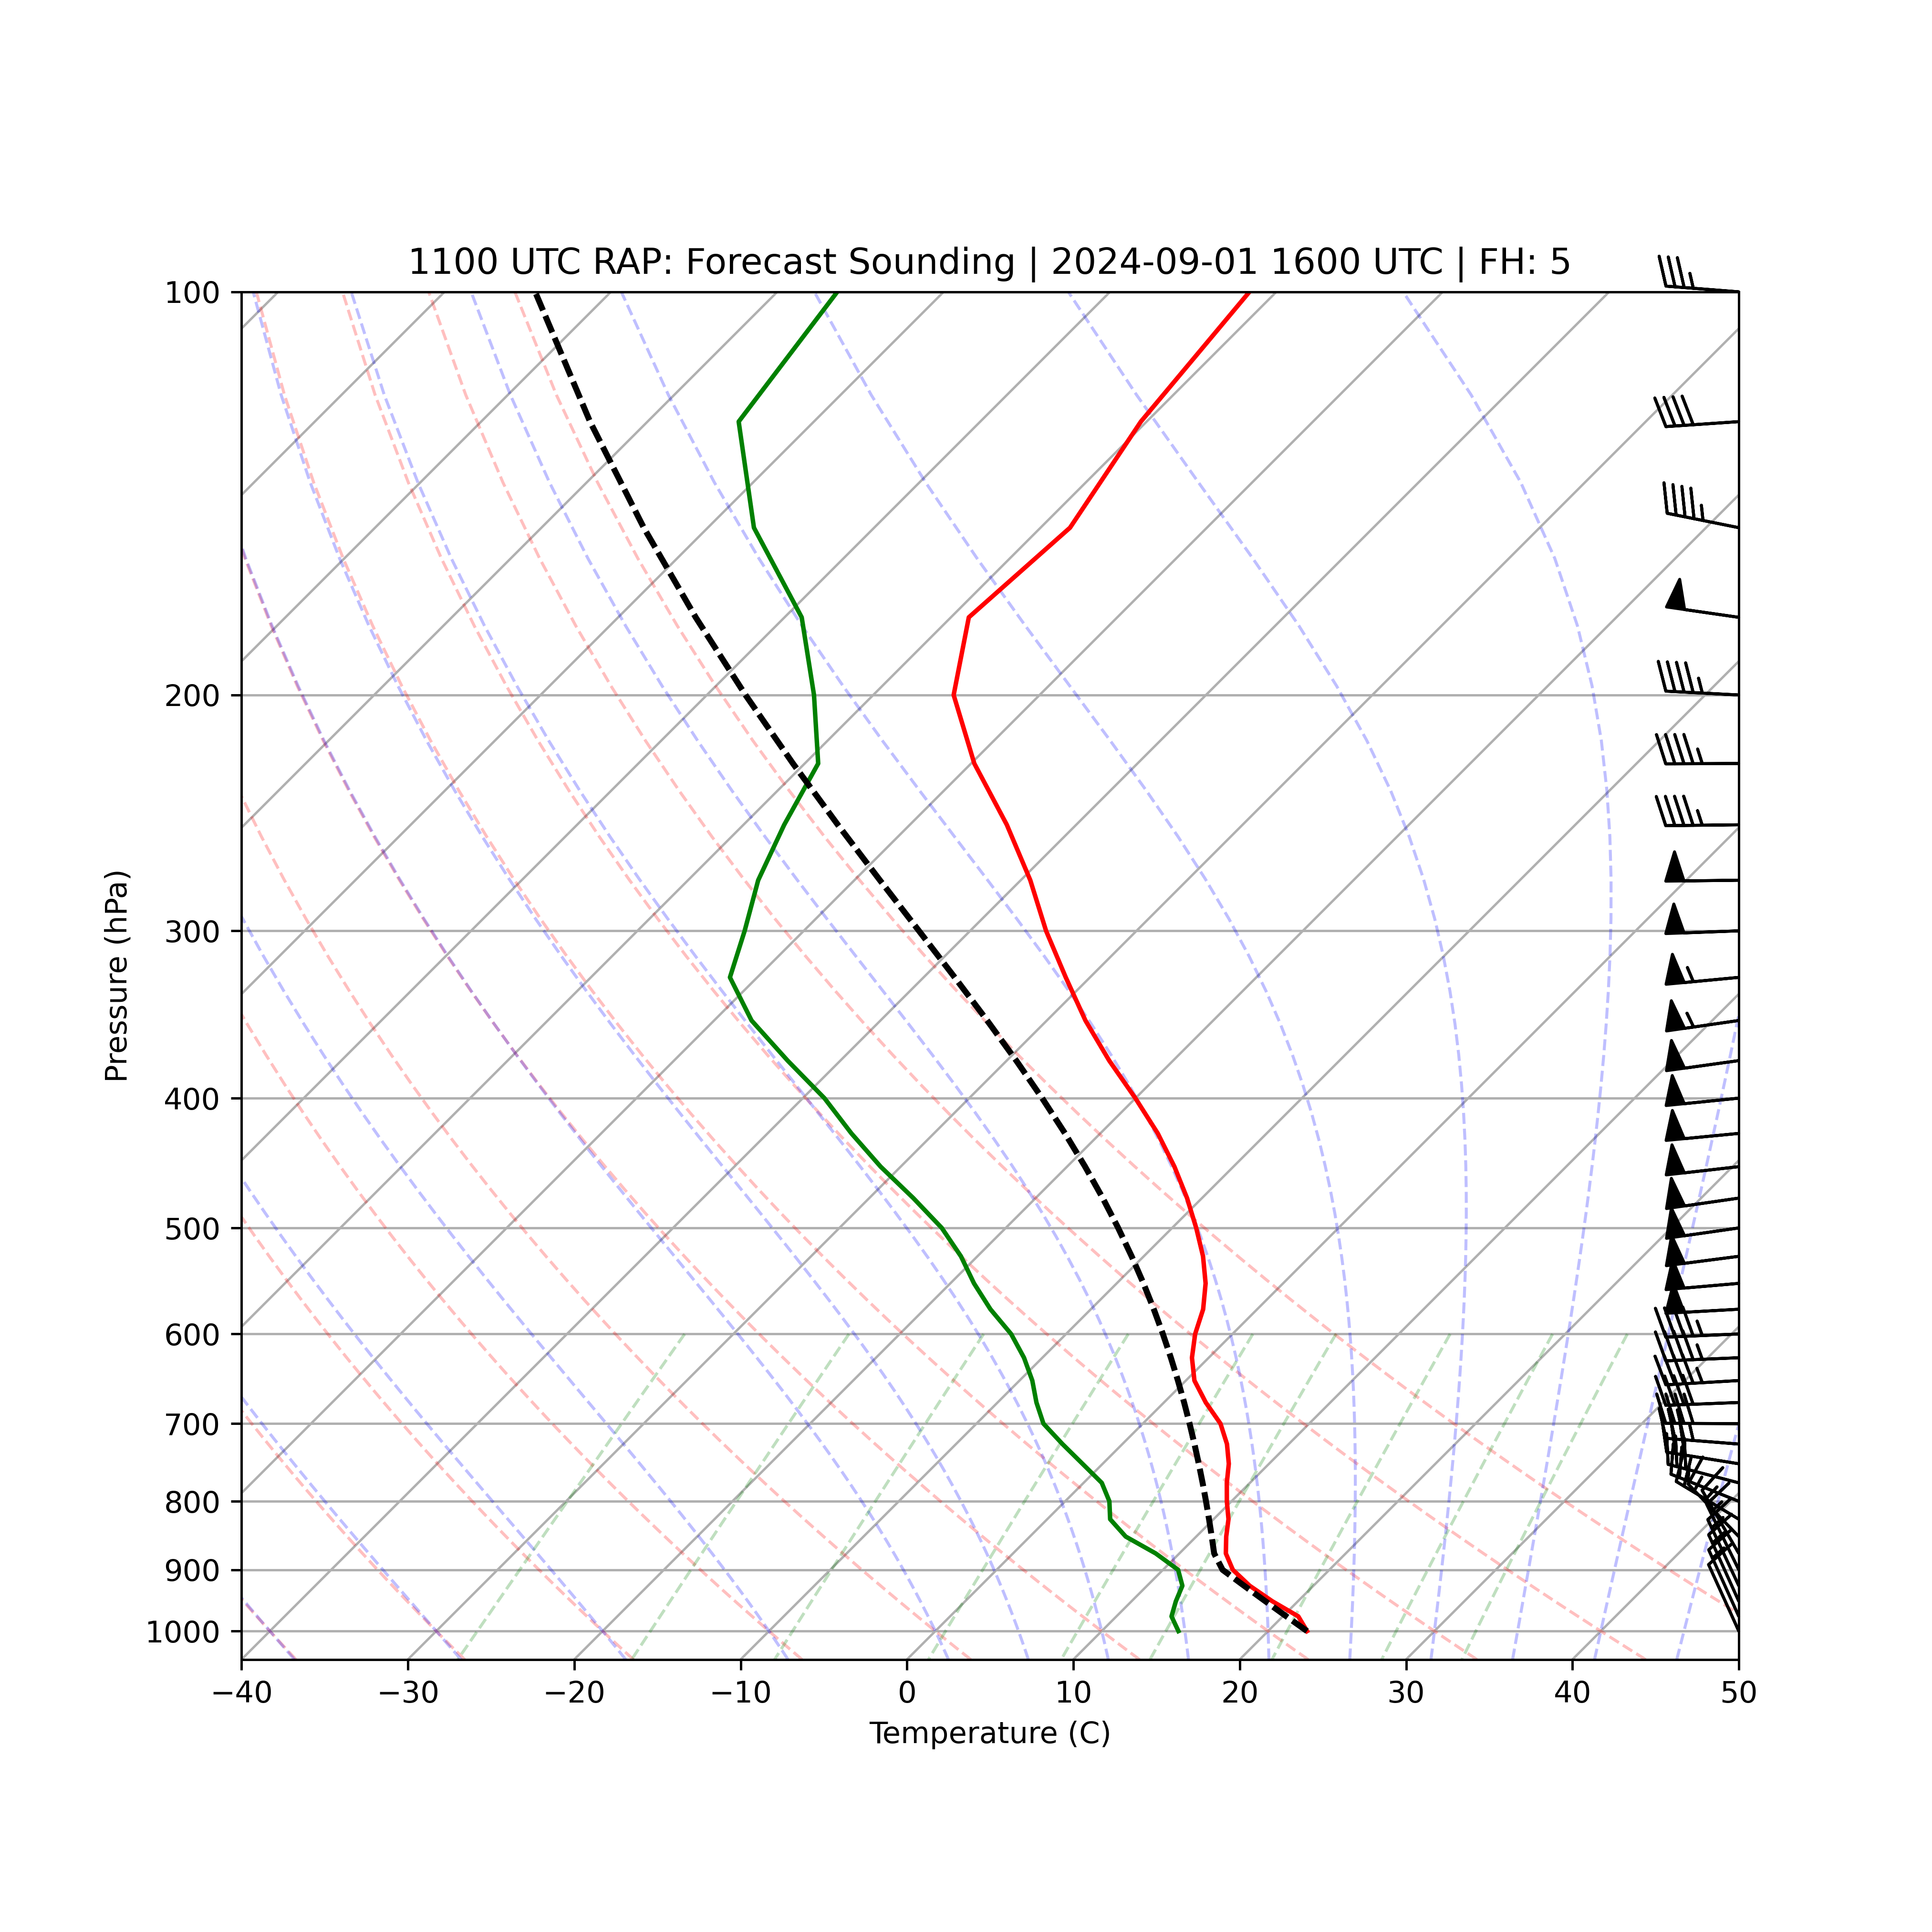 1100 UTC RAP: Forecast Sounding | 2024-09-01 1600 UTC | FH: 5
100
200
300
400
500
600
700
800
900
1000
Pressure (hPa)
−40 −30 −20 −10 0 10 20 30 40 50
Temperature (C)